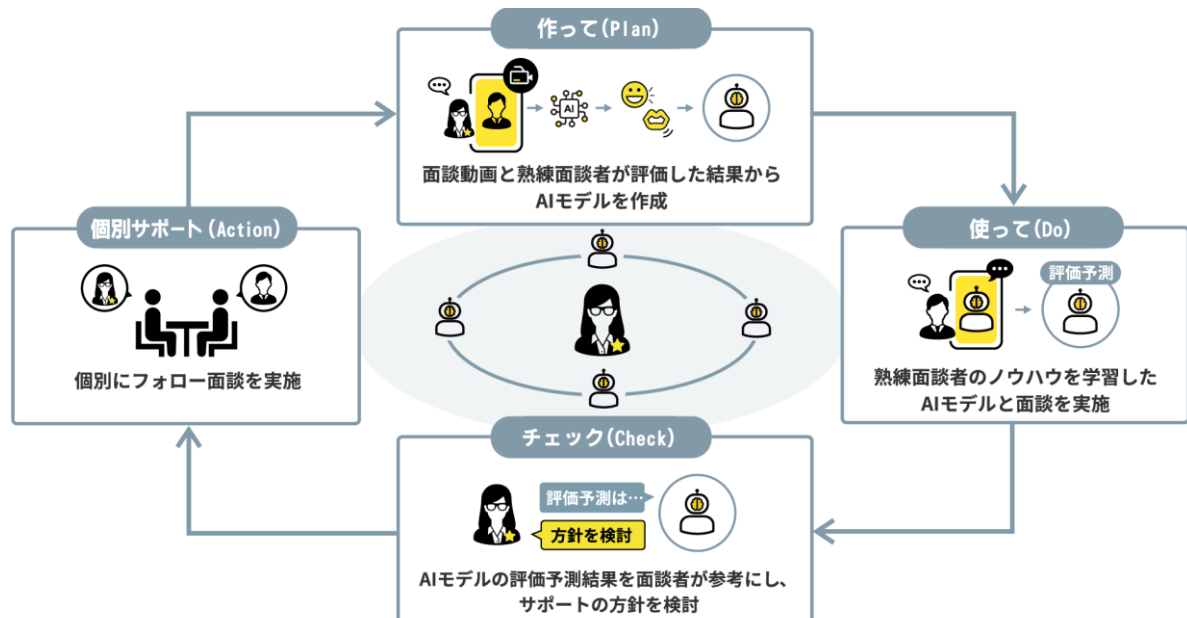 作って(Plan)
AI
面談動画と熟練面談者が評価した結果から
AIモデルを作成
個別サポート(Action)
個別にフォロー面談を実施
使って(Do)
評価予測
熟練面談者のノウハウを学習した
AIモデルと面談を実施
チェック(Check)
評価予測は…
方針を検討
AIモデルの評価予測結果を面談者が参考にし、
サポートの方針を検討